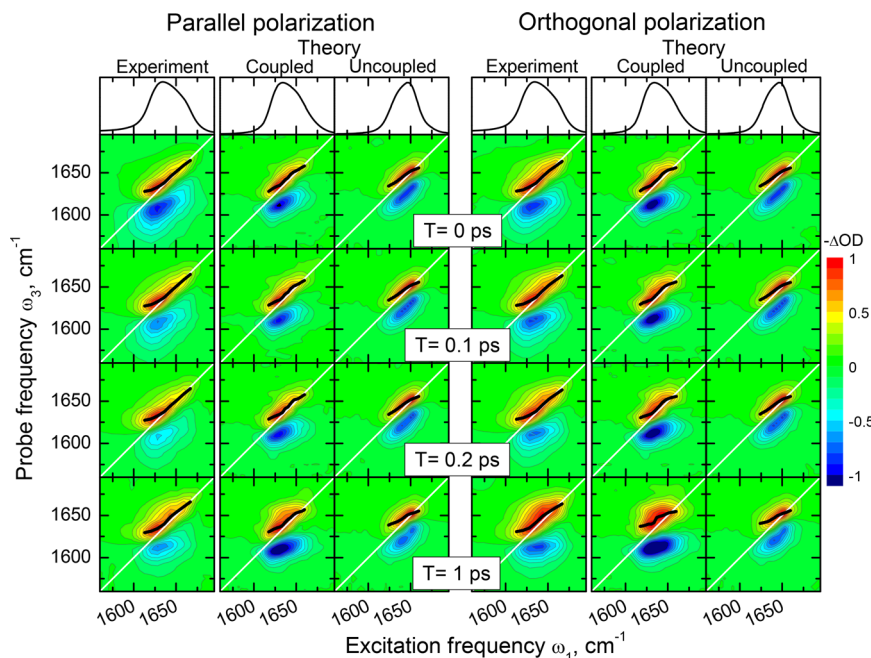 Parallel polarization Orthogonal polarization
Theory Theory
Experiment Coupled Uncoupled Experiment Coupled Uncoupled
1650
1600
T= 0 ps
-ΔOD
1
0.5
0
-0.5
-1
1650
1600
T= 0.1 ps
1650
1600
T= 0.2 ps
1650
1600
T= 1 ps
Probe frequency ω3, cm-1
1600 1650 1600 1650 1600 1650 1600 1650 1600 1650 1600 1650
Excitation frequency ω1, cm-1